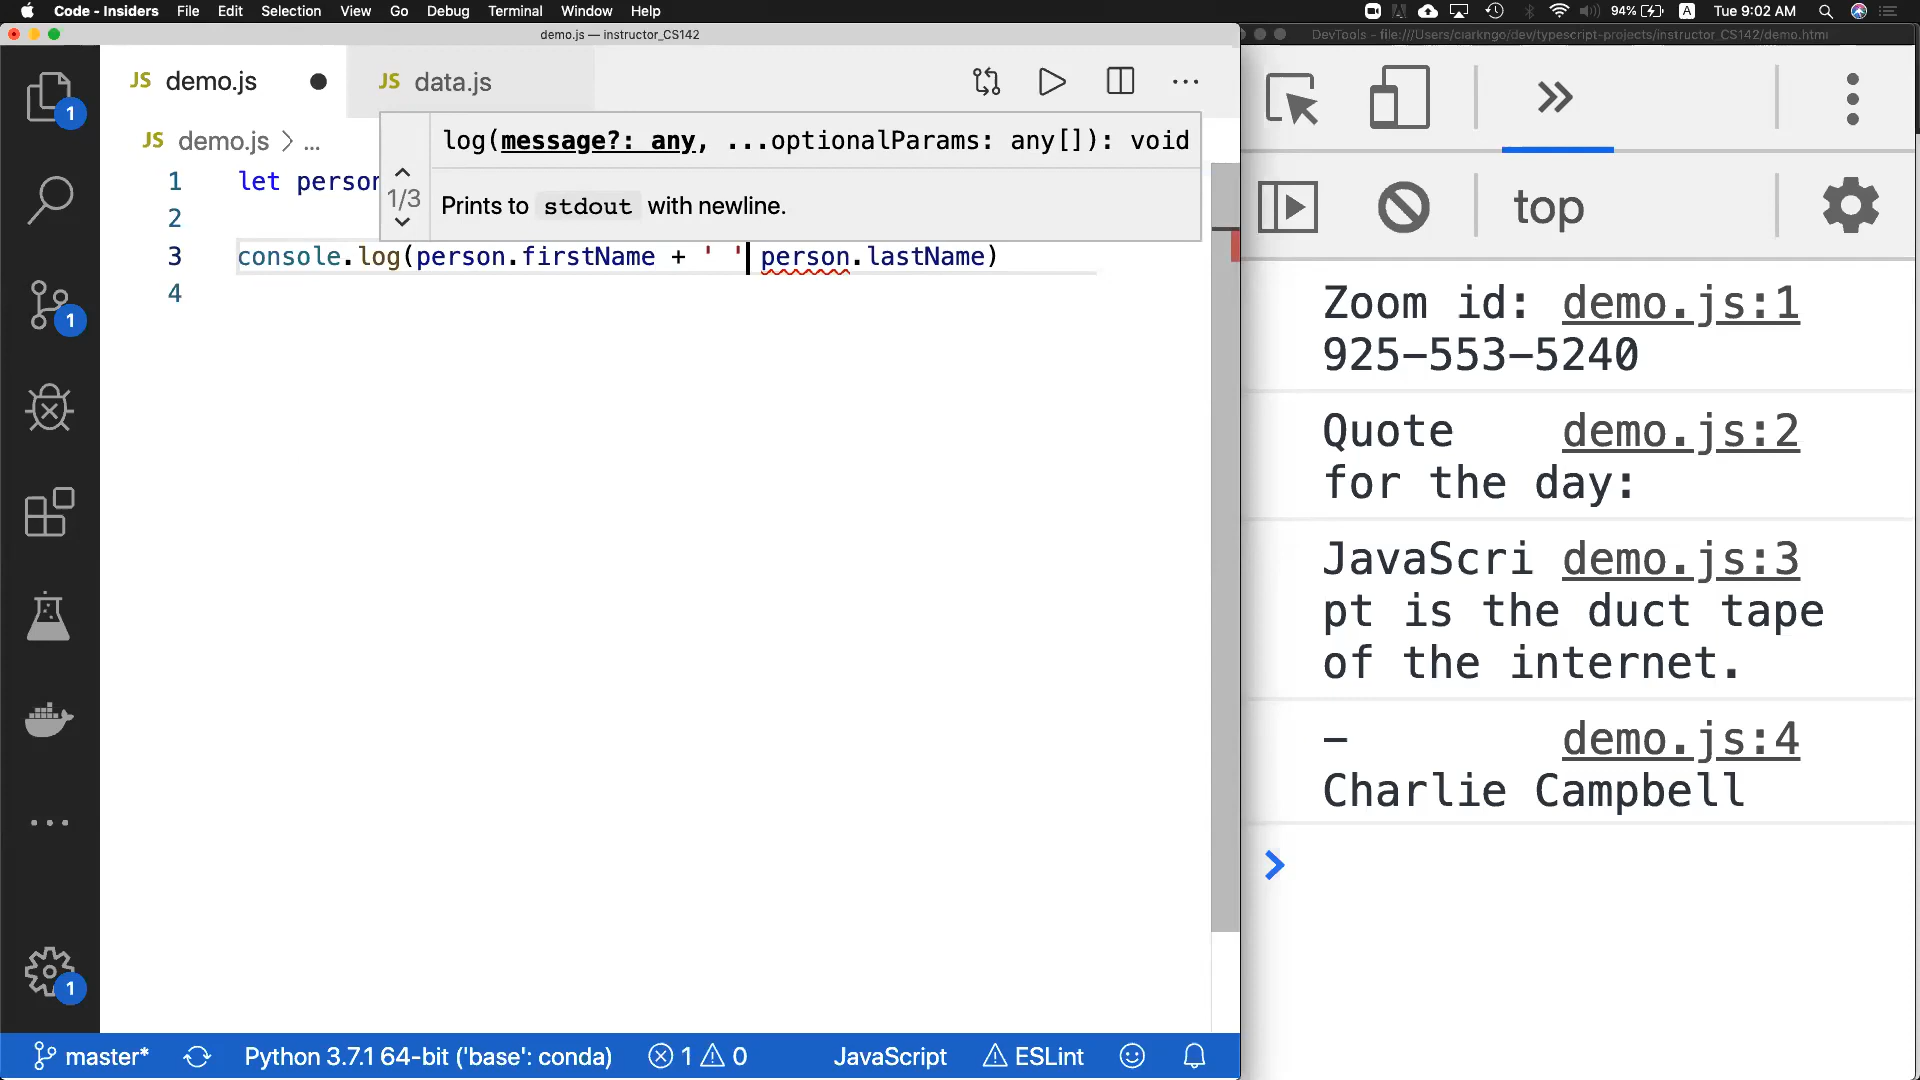 Code - Insiders File Edit Selection View Go Debug Terminal Window Help
94% A Tue 9:02 AM
demo.js — instructor_CS142
DevTools - file:///Users/clarkngo/dev/typescript-projects/instructor_CS142/demo.html
JS demo.js
JS data.js
JS demo.js > ...
log(message?: any, ...optionalParams: any[]): void
1/3
Prints to stdout with newline.
1 let person
2
3 console.log(person.firstName + ' ' person.lastName)
4
1
1
1
master* Python 3.7.1 64-bit ('base': conda) 1 0 JavaScript ESLint
top
Zoom id: demo.js:1
925-553-5240
Quote demo.js:2
for the day:
JavaScri demo.js:3
pt is the duct tape
of the internet.
– demo.js:4
Charlie Campbell